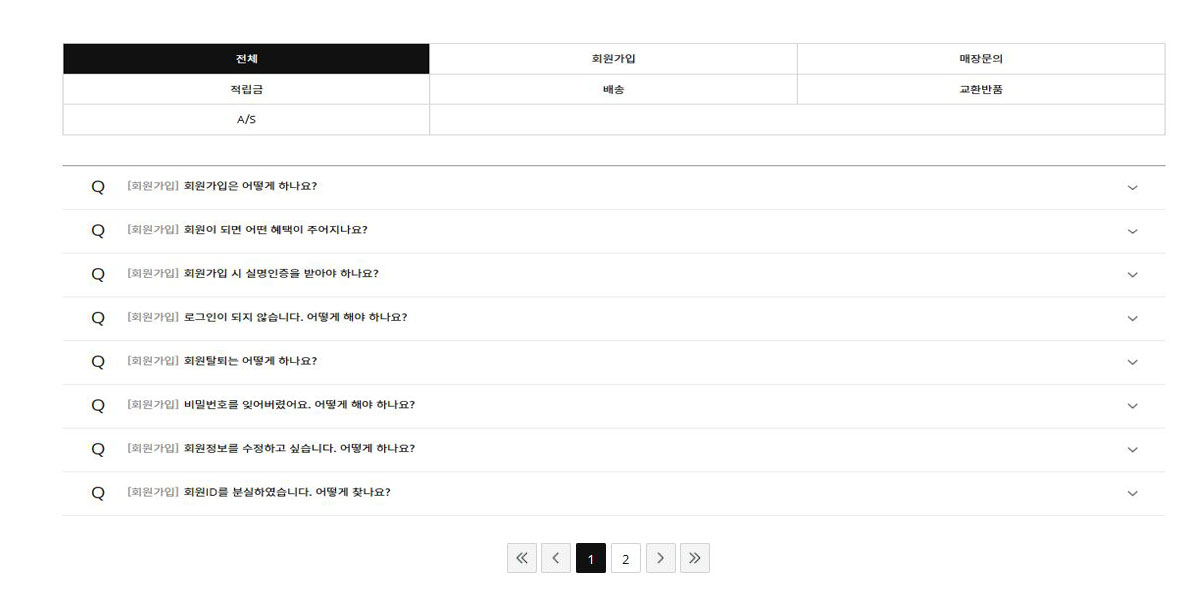 전체 회원가입 매장문의
적립금 배송 교환반품
A/S
Q [회원가입] 회원가입은 어떻게 하나요?
Q [회원가입] 회원이 되면 어떤 혜택이 주어지나요?
Q [회원가입] 회원가입 시 실명인증을 받아야 하나요?
Q [회원가입] 로그인이 되지 않습니다. 어떻게 해야 하나요?
Q [회원가입] 회원탈퇴는 어떻게 하나요?
Q [회원가입] 비밀번호를 잊어버렸어요. 어떻게 해야 하나요?
Q [회원가입] 회원정보를 수정하고 싶습니다. 어떻게 하나요?
Q [회원가입] 회원ID를 분실하였습니다. 어떻게 찾나요?
1 2